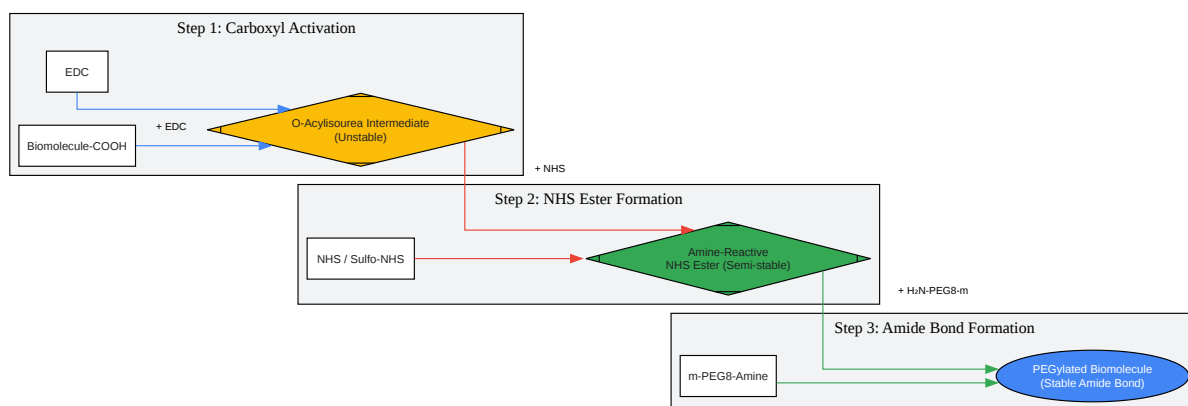 Step 1: Carboxyl Activation
EDC
+ EDC
O-Acylisourea Intermediate
(Unstable)
Biomolecule-COOH
+ NHS
Step 2: NHS Ester Formation
NHS / Sulfo-NHS
Amine-Reactive
NHS Ester (Semi-stable)
+ H₂N-PEG8-m
Step 3: Amide Bond Formation
m-PEG8-Amine
PEGylated Biomolecule
(Stable Amide Bond)